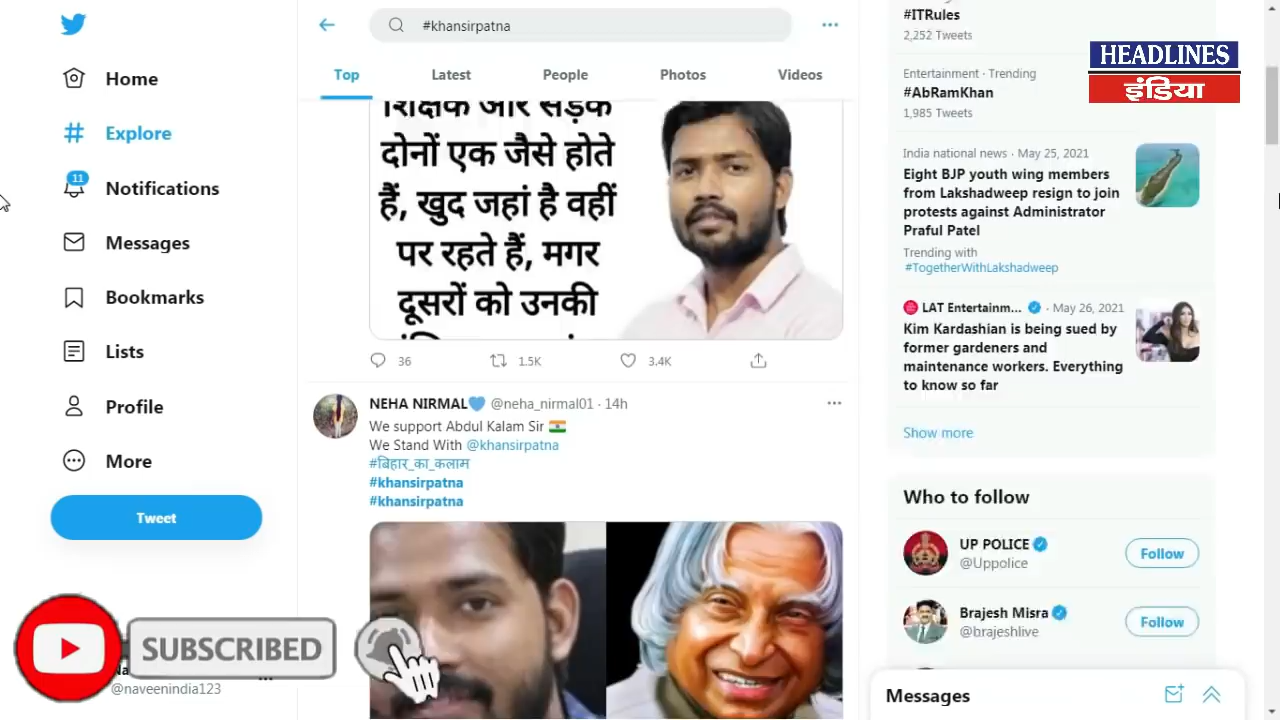 #khansirpatna
Top
Latest
People
Photos
Videos
Home
Explore
11
Notifications
Messages
Bookmarks
Lists
Profile
More
Tweet
SUBSCRIBED
@naveenindia123
शिक्षक और सड़क
दोनों एक जैसे होते
हैं, खुद जहां है वहीं
पर रहते हैं, मगर
दूसरों को उनकी
36
1.5K
3.4K
NEHA NIRMAL @neha_nirmal01 · 14h
We support Abdul Kalam Sir
We Stand With @khansirpatna
#बिहार_का_कलाम
#khansirpatna
#khansirpatna
HEADLINES
इंडिया
#ITRules
2,252 Tweets
Entertainment · Trending
#AbRamKhan
1,985 Tweets
India national news · May 25, 2021
Eight BJP youth wing members
from Lakshadweep resign to join
protests against Administrator
Praful Patel
Trending with
#TogetherWithLakshadweep
LAT Entertainm... · May 26, 2021
Kim Kardashian is being sued by
former gardeners and
maintenance workers. Everything
to know so far
Show more
Who to follow
UP POLICE
@Uppolice
Follow
Brajesh Misra
@brajeshlive
Follow
Messages